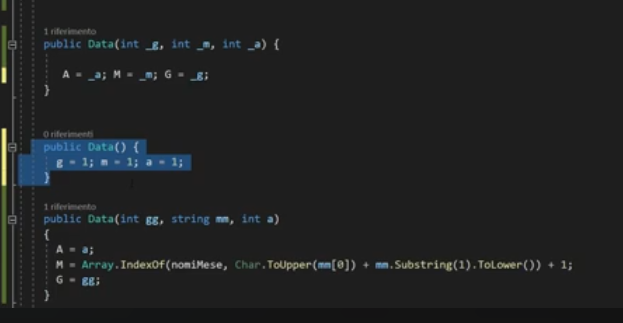 1 riferimento
public Data(int _g, int _m, int _a) {
A = _a; M = _m; G = _g;
}
0 riferimenti
public Data() {
g = 1; m = 1; a = 1;
}
1 riferimento
public Data(int gg, string mm, int a)
{
A = a;
M = Array.IndexOf(nomiMese, Char.ToUpper(mm[0]) + mm.Substring(1).ToLower()) + 1;
G = gg;
}